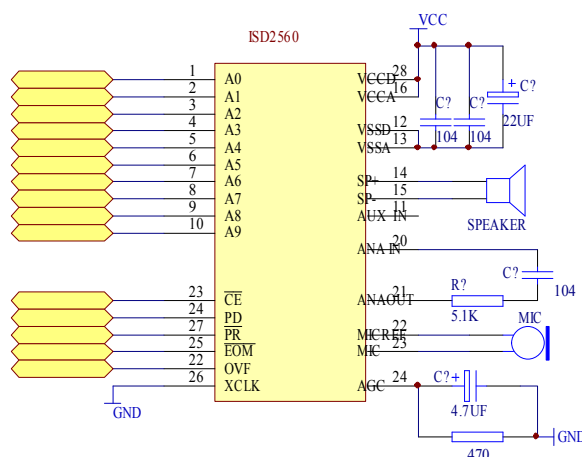 ISD2560
VCC
1 A0 VCCD 28
2 A1 VCCA 16
3 A2
4 A3 VSSD 12
5 A4 VSSA 13
6 A5
7 A6 SP+ 14
8 A7 SP- 15
9 A8 AUX IN 11
10 A9
C? 104
C? 104
+ C? 22UF
SPEAKER
ANA IN 20
C? 104
23 CE ANAOUT 21
R? 5.1K
24 PD
27 PR MICREF 22
25 EOM MIC 23
MIC
22 OVF
26 XCLK AGC 24
GND
C? + 4.7UF
GND
470